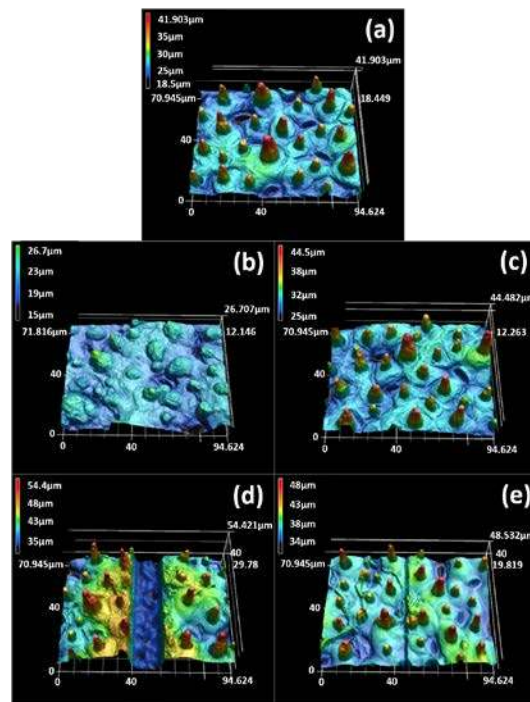 41.903µm
35µm
30µm
25µm
18.5µm
(a)
41.903µm
18.449
70.945µm
40
0
0
40
94.624
26.7µm
23µm
19µm
15µm
(b)
26.707µm
12.146
71.816µm
40
0
0
40
94.624
44.5µm
38µm
32µm
25µm
(c)
44.482µm
12.263
70.945µm
40
0
0
40
94.624
54.4µm
48µm
43µm
35µm
(d)
54.421µm
40
29.78
70.945µm
40
0
0
40
94.624
48µm
43µm
38µm
34µm
(e)
48.532µm
40
19.819
70.945µm
40
0
0
40
94.624